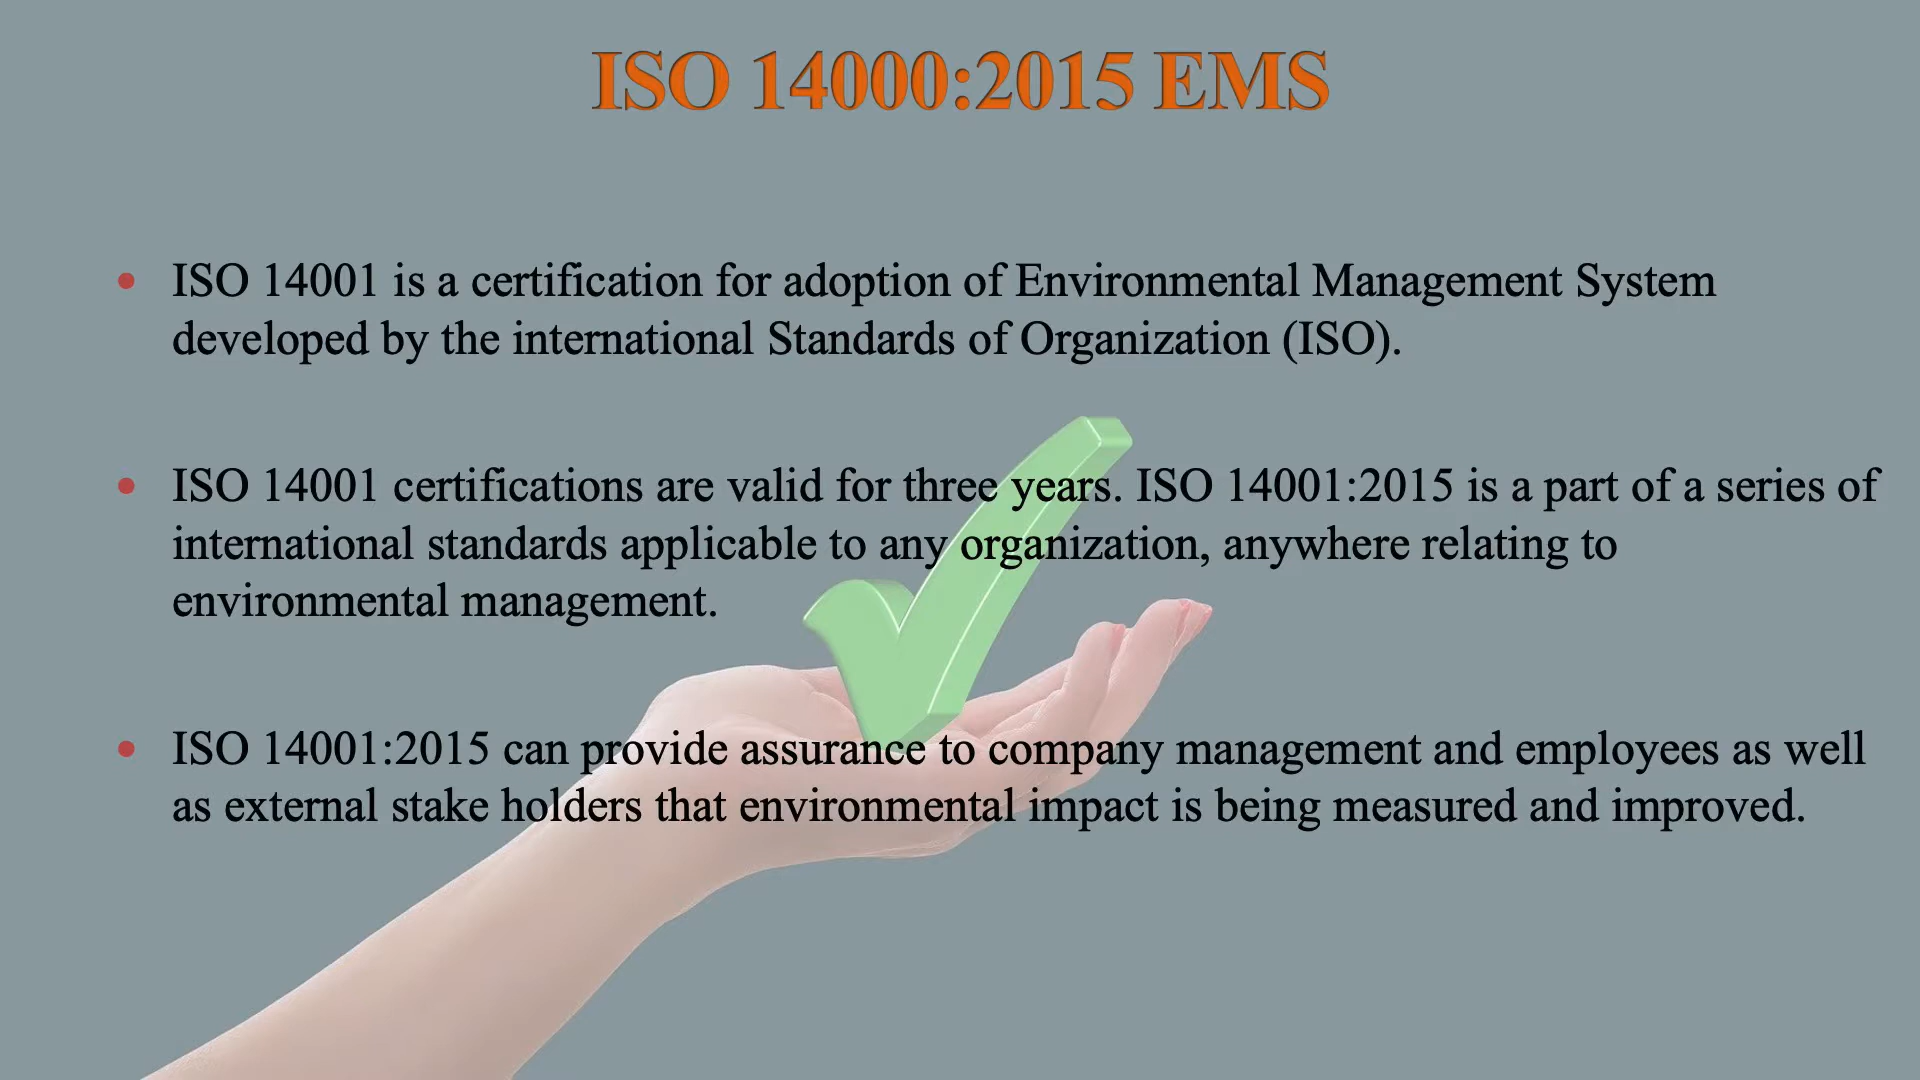 ISO 14000:2015 EMS
• ISO 14001 is a certification for adoption of Environmental Management System
developed by the international Standards of Organization (ISO).
• ISO 14001 certifications are valid for three years. ISO 14001:2015 is a part of a series of
international standards applicable to any organization, anywhere relating to
environmental management.
• ISO 14001:2015 can provide assurance to company management and employees as well
as external stake holders that environmental impact is being measured and improved.